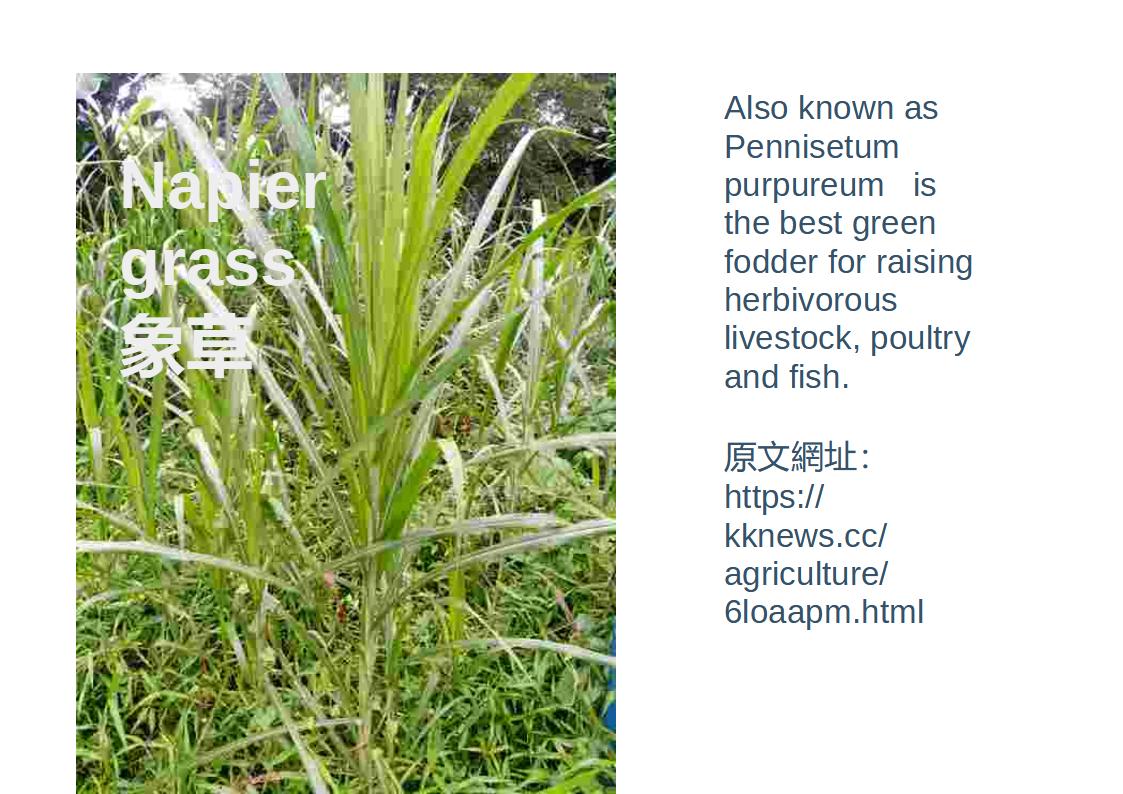 Napier
grass
象草
Also known as
Pennisetum
purpureum   is
the best green
fodder for raising
herbivorous
livestock, poultry
and fish.
原文網址：
https://
kknews.cc/
agriculture/
6loaapm.html